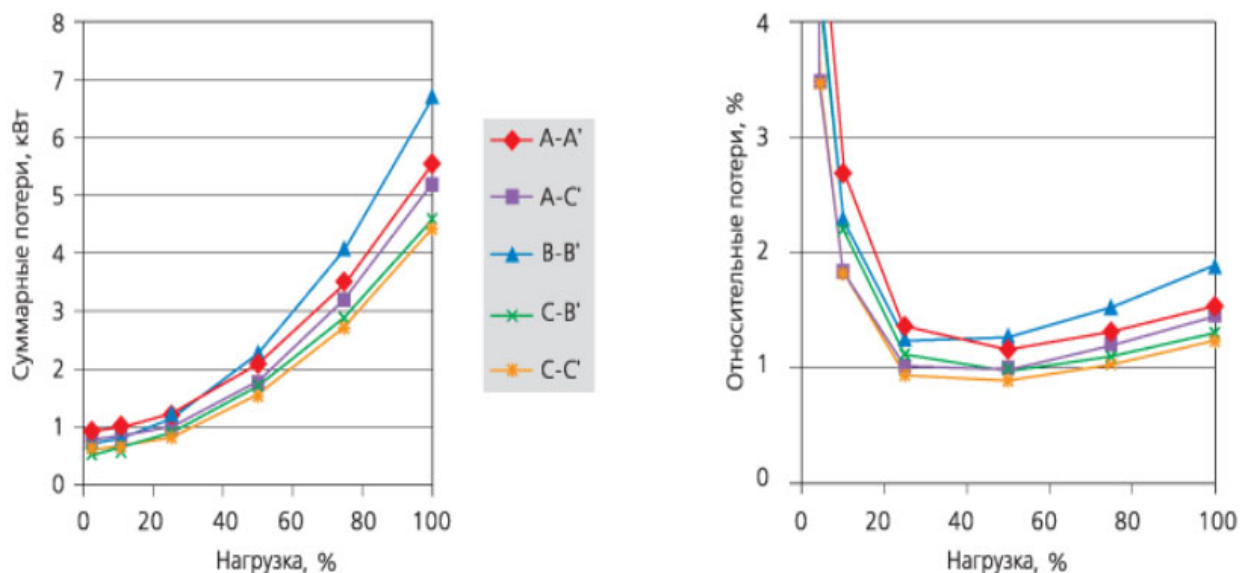 Суммарные потери, кВт
8
7
6
5
4
3
2
1
0
0 20 40 60 80 100
Нагрузка, %
A-A'
A-C'
B-B'
C-B'
C-C'
Относительные потери, %
4
3
2
1
0
0 20 40 60 80 100
Нагрузка, %